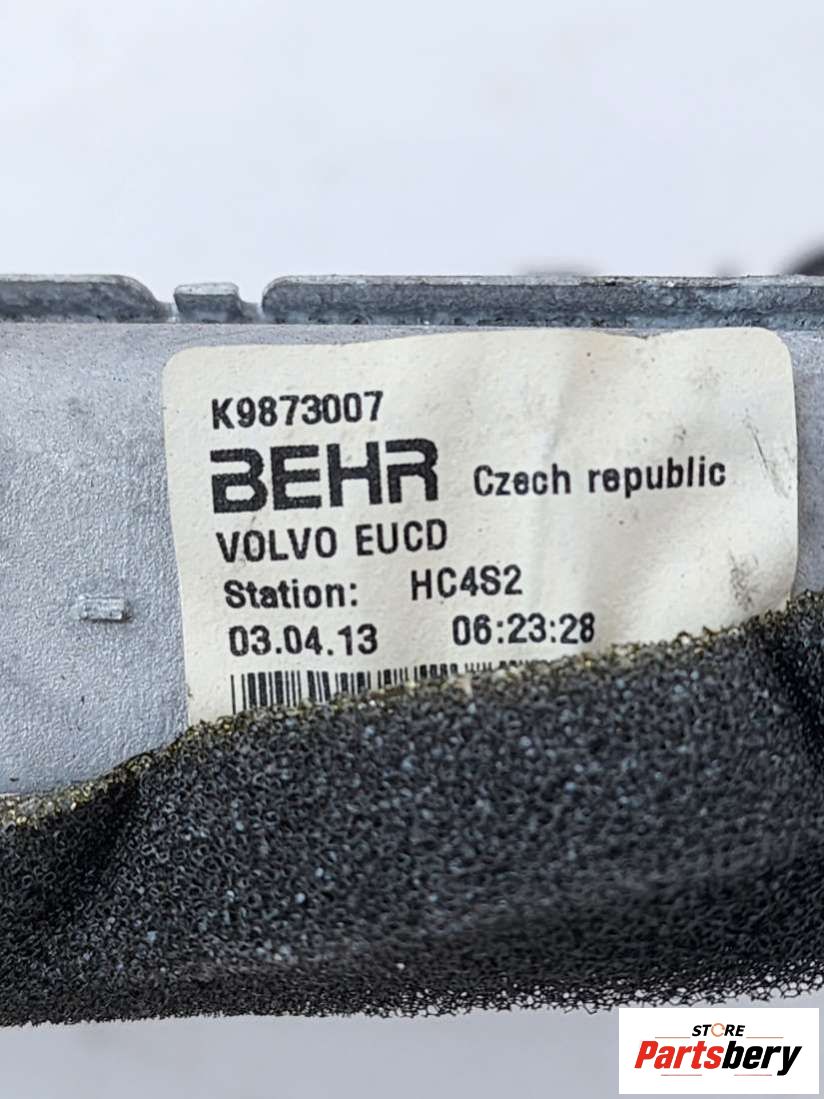 K9873007
BEHR Czech republic
VOLVO EUCD
Station: HC4S2
03.04.13 06:23:28
STORE
Partsbery